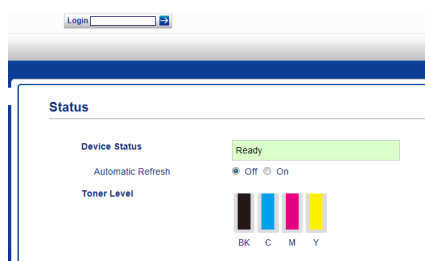 Login
Status
Device Status Ready
Automatic Refresh Off On
Toner Level
BK C M Y